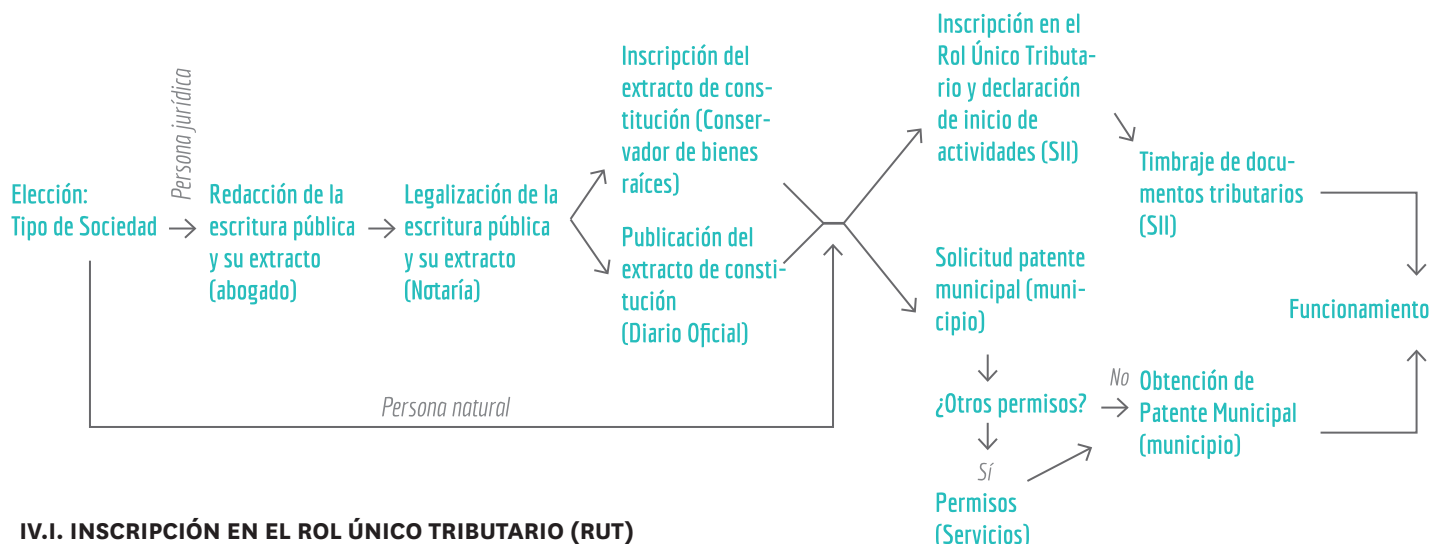 Elección:
Tipo de Sociedad
Persona jurídica
Redacción de la
escritura pública
y su extracto
(abogado)
Legalización de la
escritura pública
y su extracto
(Notaría)
Inscripción del
extracto de cons-
titución (Conser-
vador de bienes
raíces)
Publicación del
extracto de consti-
tución
(Diario Oficial)
Persona natural
Inscripción en el
Rol Único Tributa-
rio y declaración
de inicio de
actividades (SII)
Timbraje de docu-
mentos tributarios
(SII)
Solicitud patente
municipal (muni-
cipio)
¿Otros permisos?
No
Obtención de
Patente Municipal
(municipio)
Sí
Permisos
(Servicios)
Funcionamiento
IV.I. INSCRIPCIÓN EN EL ROL ÚNICO TRIBUTARIO (RUT)